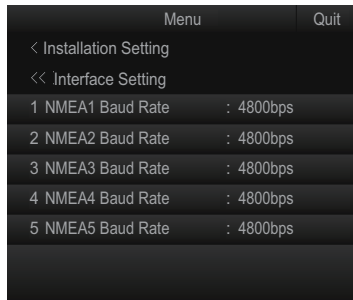 Menu Quit
< Installation Setting
<< Interface Setting
1 NMEA1 Baud Rate : 4800bps
2 NMEA2 Baud Rate : 4800bps
3 NMEA3 Baud Rate : 4800bps
4 NMEA4 Baud Rate : 4800bps
5 NMEA5 Baud Rate : 4800bps